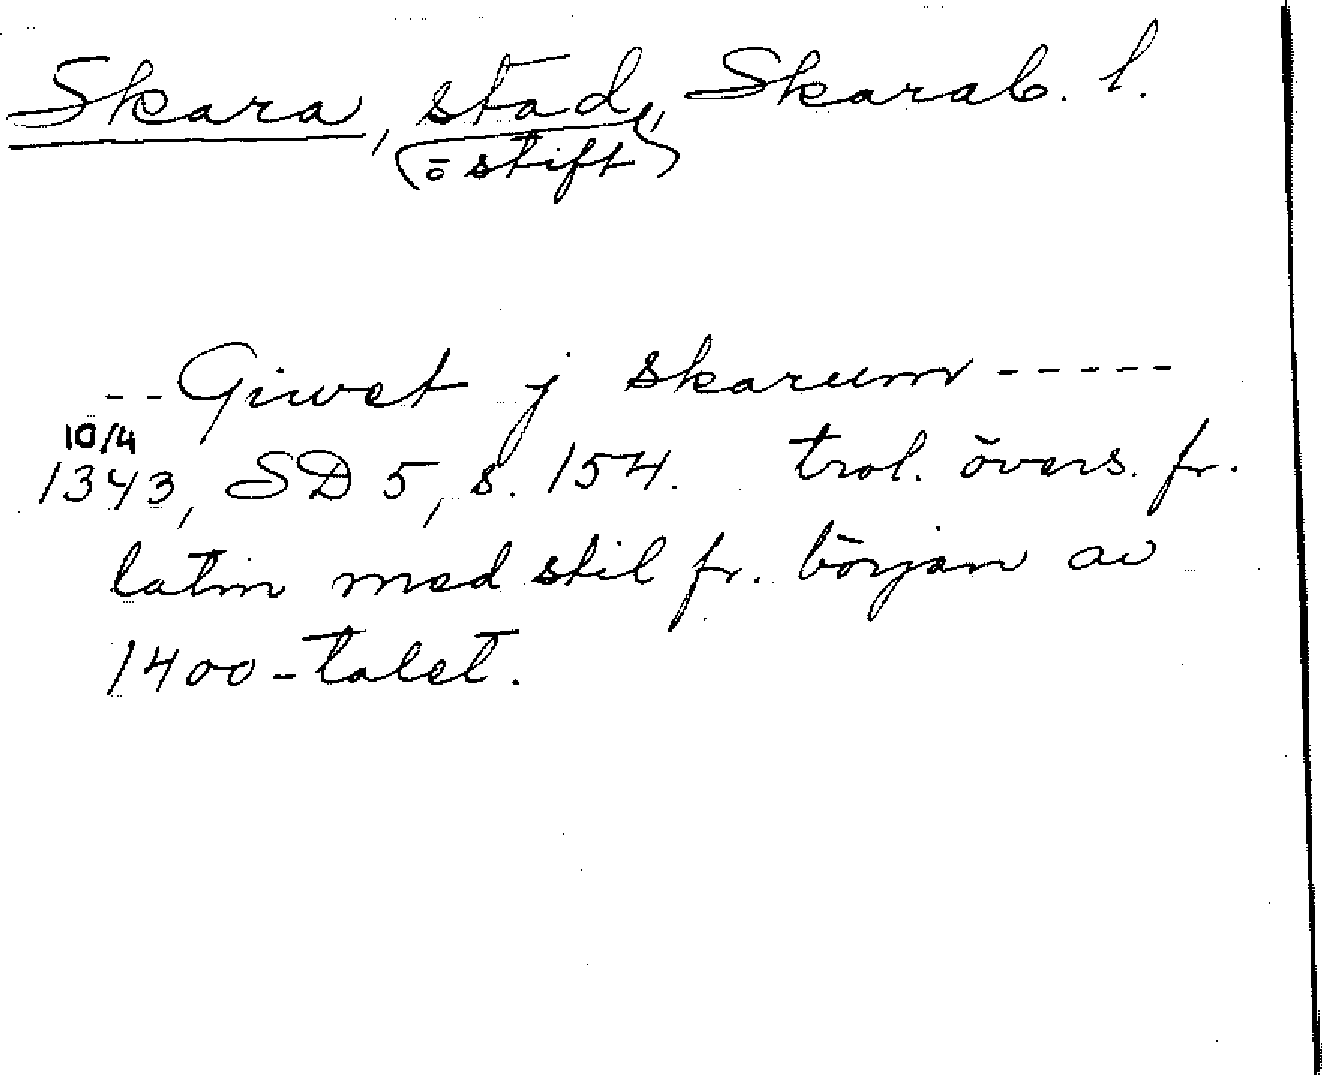 Skara, stad, Skarab. l.
(o stift)
-- Giwet j skarum -----
10/4
1343, SD 5, s. 154. trol. övers. fr.
latin med stil fr. början av
1400-talet.